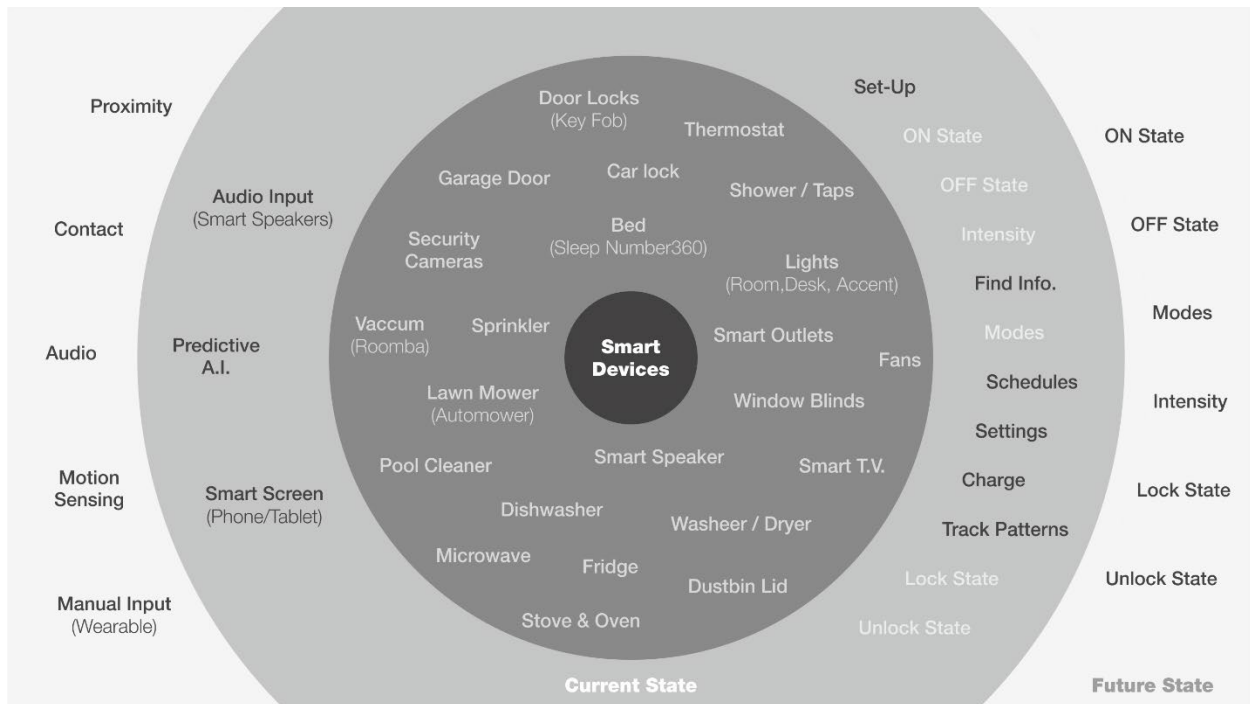 Proximity
Contact
Audio
Motion
Sensing
Manual Input
(Wearable)
Audio Input
(Smart Speakers)
Predictive
A.I.
Smart Screen
(Phone/Tablet)
Door Locks
(Key Fob)
Thermostat
Garage Door
Car lock
Shower / Taps
Security
Cameras
Bed
(Sleep Number360)
Lights
(Room,Desk, Accent)
Vaccum
(Roomba)
Sprinkler
Smart
Devices
Smart Outlets
Fans
Lawn Mower
(Automower)
Window Blinds
Pool Cleaner
Smart Speaker
Smart T.V.
Dishwasher
Washeer / Dryer
Microwave
Fridge
Dustbin Lid
Stove & Oven
Current State
Set-Up
ON State
OFF State
Intensity
Find Info.
Modes
Schedules
Settings
Charge
Track Patterns
Lock State
Unlock State
ON State
OFF State
Modes
Intensity
Lock State
Unlock State
Future State